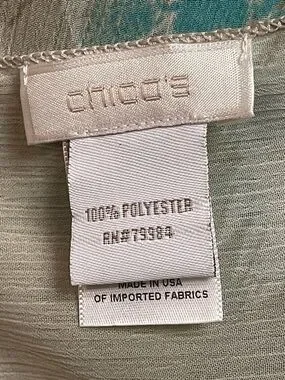 chico's
100% POLYESTER
RN#79984
MADE IN USA
OF IMPORTED FABRICS